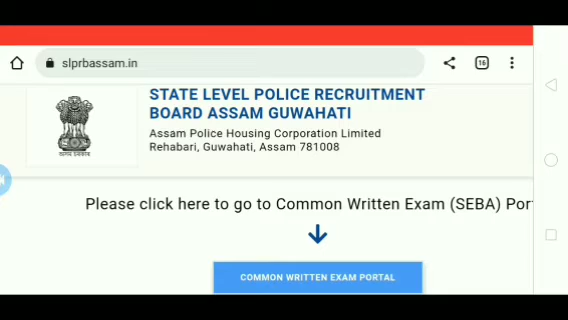 slprbassam.in
16
STATE LEVEL POLICE RECRUITMENT
BOARD ASSAM GUWAHATI
Assam Police Housing Corporation Limited
Rehabari, Guwahati, Assam 781008
Please click here to go to Common Written Exam (SEBA) Por
COMMON WRITTEN EXAM PORTAL